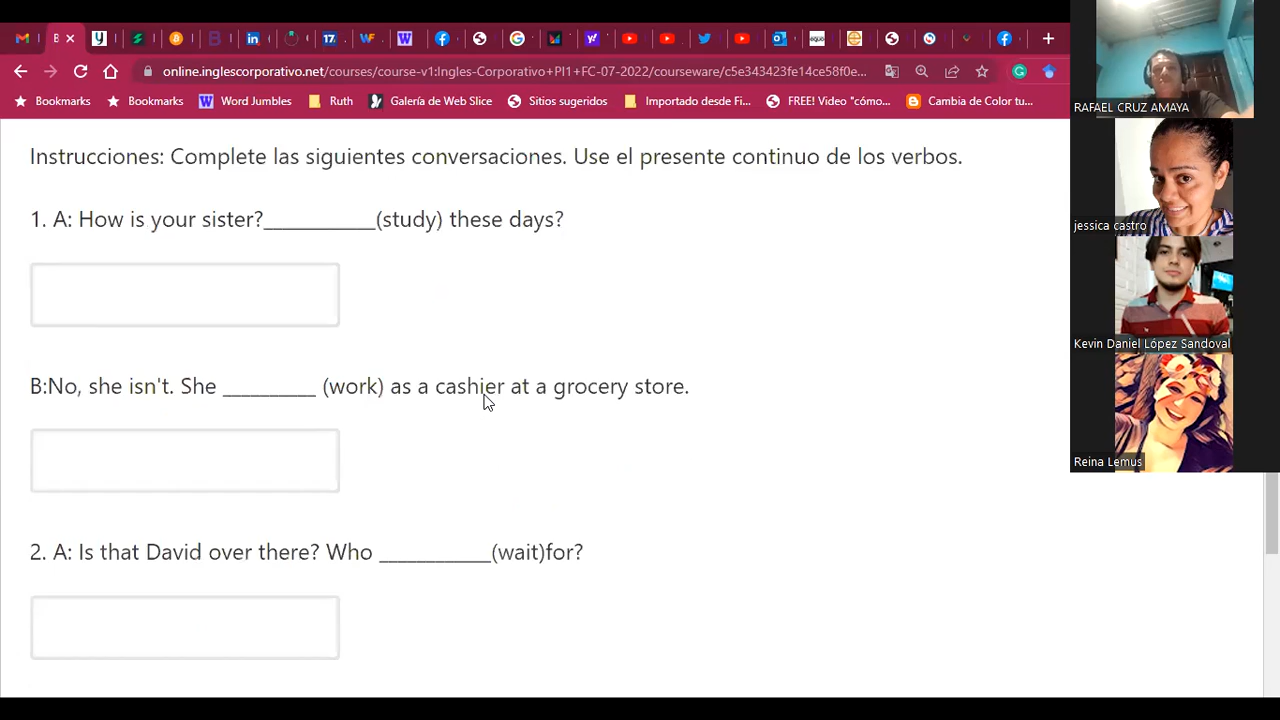 online.inglescorporativo.net/courses/course-v1:Ingles-Corporativo+PI1+FC-07-2022/courseware/c5e343423fe14ce58f0e...
Bookmarks Bookmarks Word Jumbles Ruth Galería de Web Slice Sitios sugeridos Importado desde Fi... FREE! Video "cómo... Cambia de Color tu...
RAFAEL CRUZ AMAYA
Instrucciones: Complete las siguientes conversaciones. Use el presente continuo de los verbos.
1. A: How is your sister?____________(study) these days?
jessica castro
Kevin Daniel López Sandoval
B:No, she isn't. She __________ (work) as a cashier at a grocery store.
Reina Lemus
2. A: Is that David over there? Who ____________(wait)for?